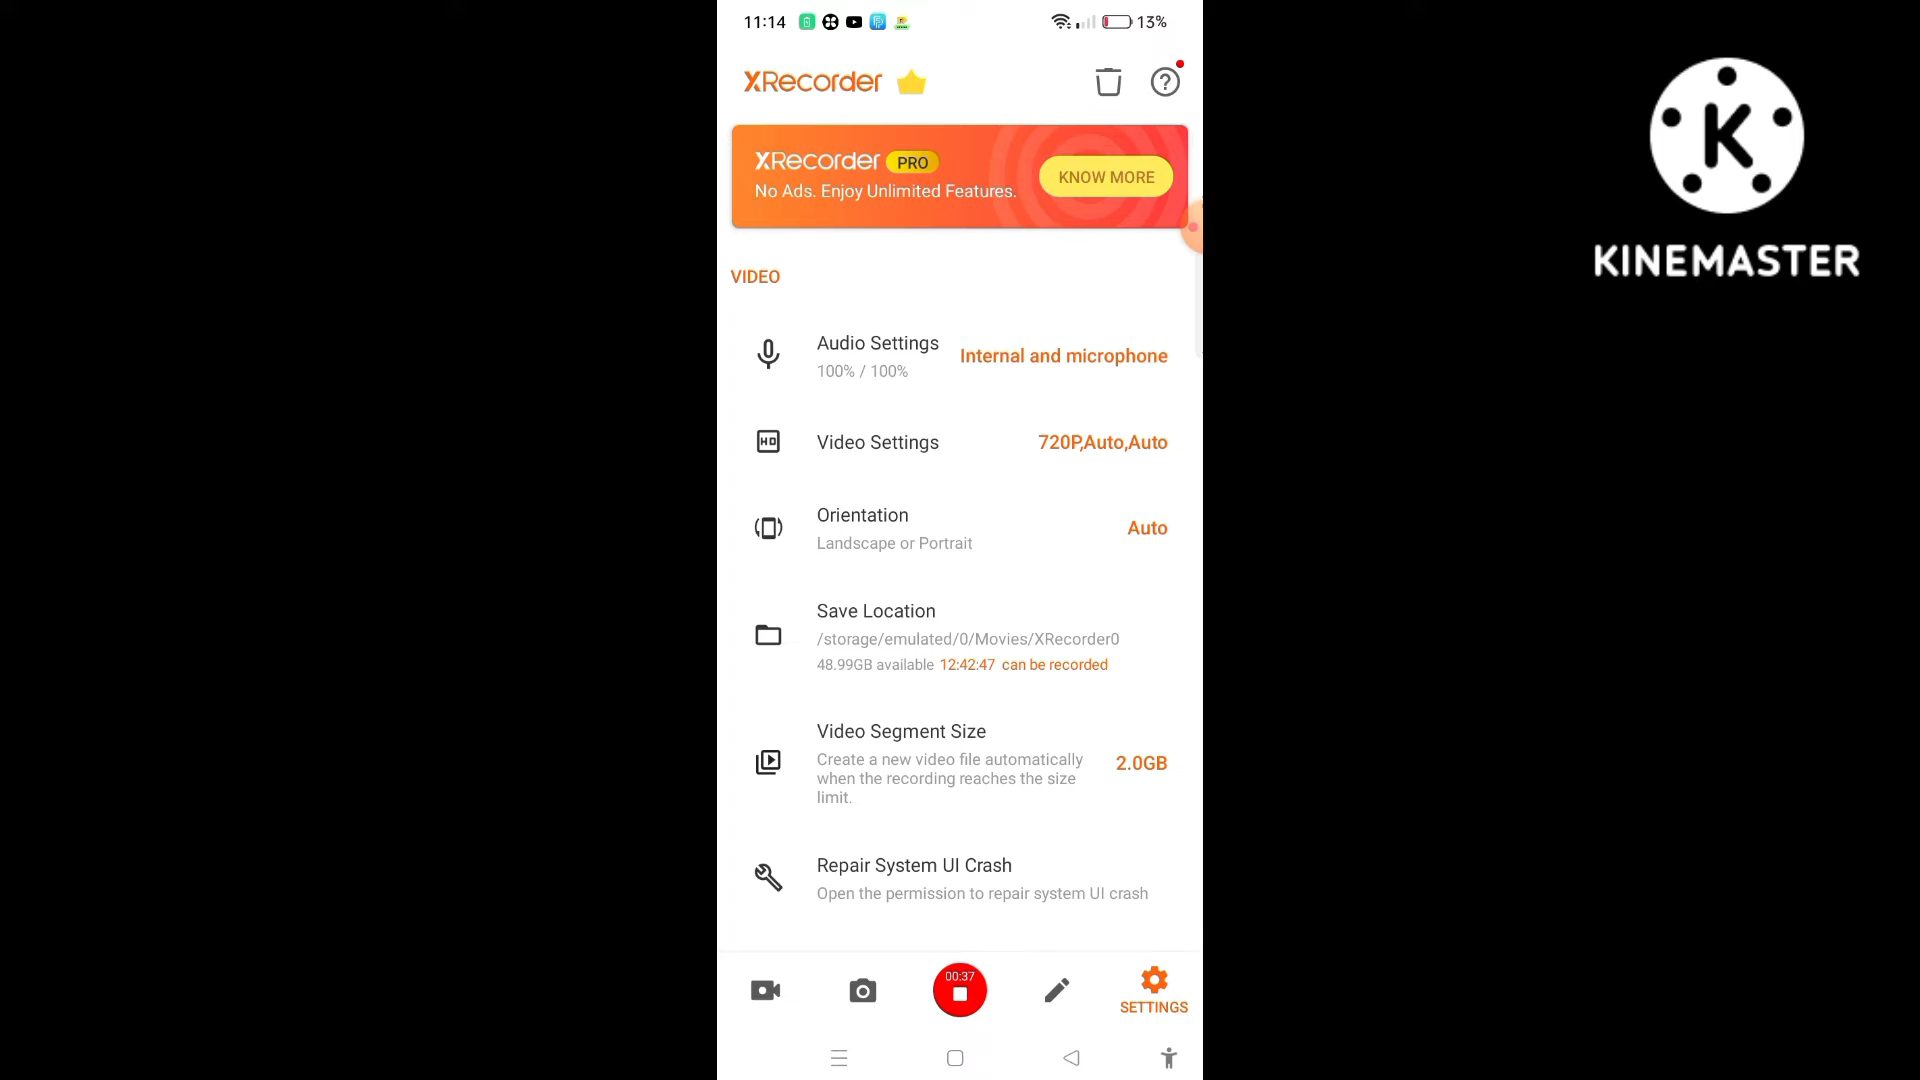 11:14
13%
XRecorder
XRecorder PRO
No Ads. Enjoy Unlimited Features.
KNOW MORE
K
KINEMASTER
VIDEO
Audio Settings
100% / 100%
Internal and microphone
HD
Video Settings
720P,Auto,Auto
Orientation
Landscape or Portrait
Auto
Save Location
/storage/emulated/0/Movies/XRecorder0
48.99GB available 12:42:47 can be recorded
Video Segment Size
Create a new video file automatically
when the recording reaches the size
limit.
2.0GB
Repair System UI Crash
Open the permission to repair system UI crash
00:37
SETTINGS